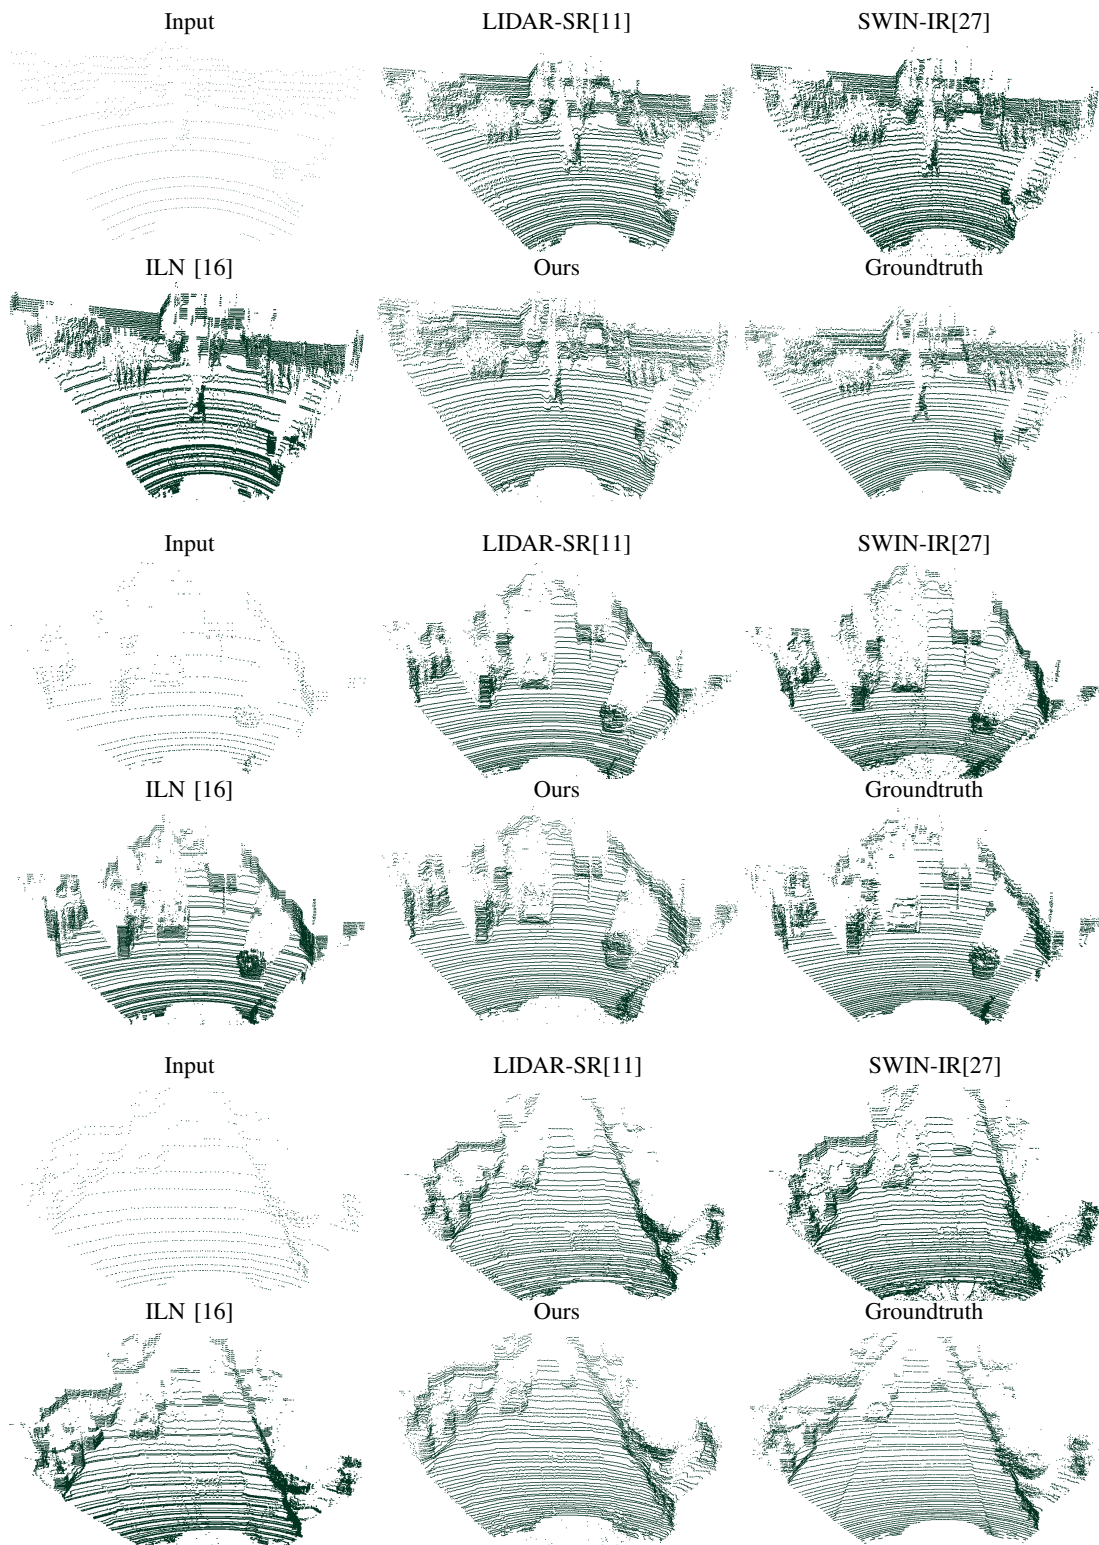 Input LIDAR-SR[11] SWIN-IR[27]
ILN [16] Ours Groundtruth
Input LIDAR-SR[11] SWIN-IR[27]
ILN [16] Ours Groundtruth
Input LIDAR-SR[11] SWIN-IR[27]
ILN [16] Ours Groundtruth